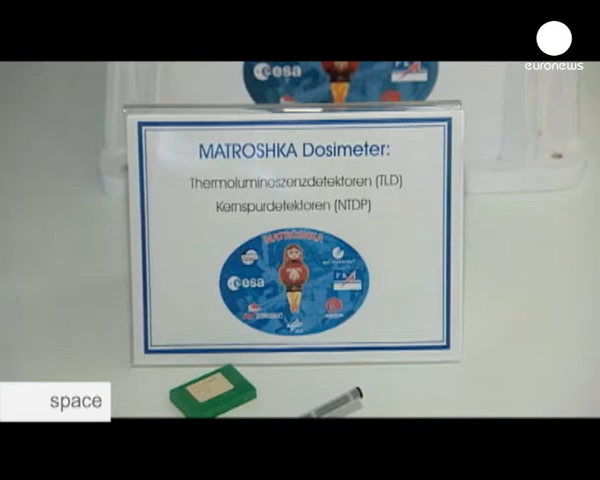 euronews
esa
MATROSHKA Dosimeter:
Thermolumineszenzdetektoren (TLD)
Kernspurdetektoren (NTDP)
MATROSHKA
esa
space